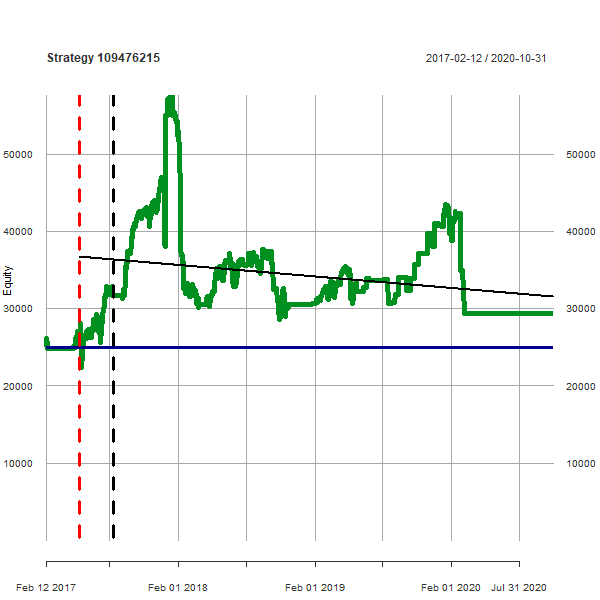 Strategy 109476215
2017-02-12 / 2020-10-31
50000
50000
40000
40000
Equity
30000
30000
20000
20000
10000
10000
Feb 12 2017
Feb 01 2018
Feb 01 2019
Feb 01 2020
Jul 31 2020